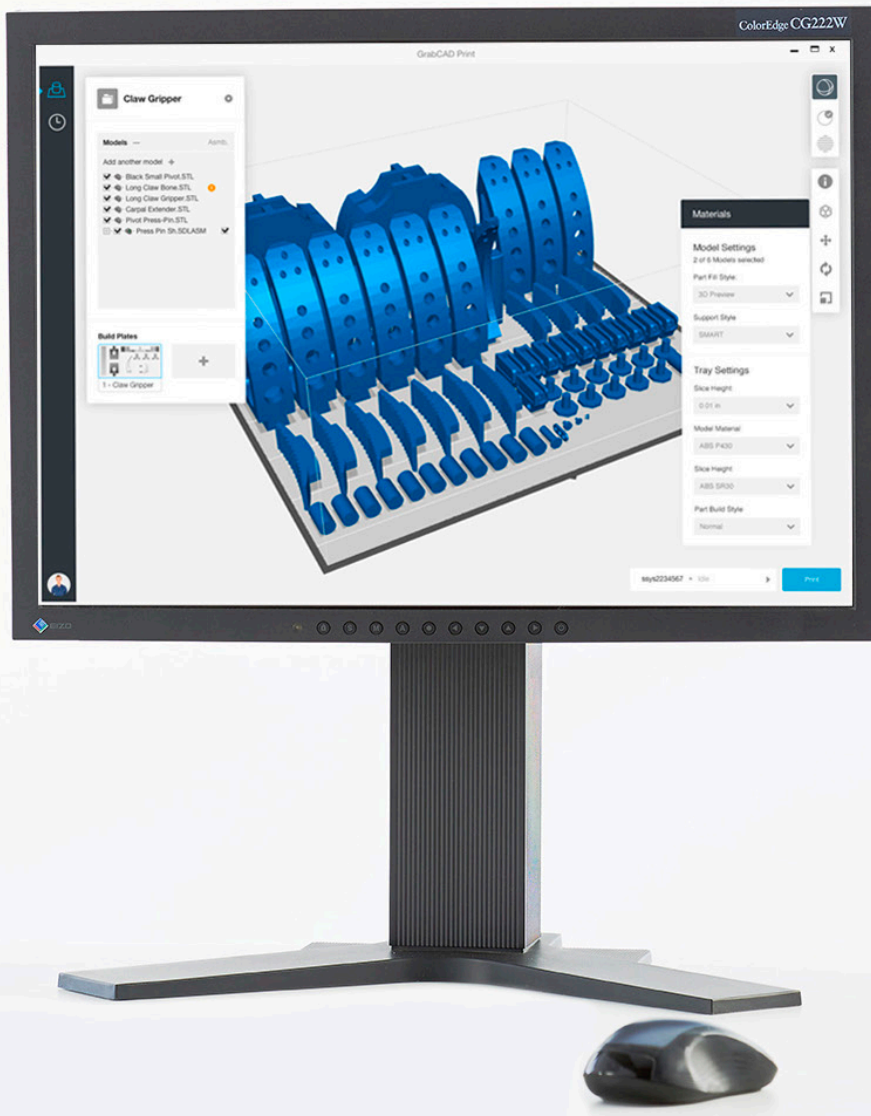 ColorEdge CG222W
GrabCAD Print
Claw Gripper
Models
Asmb.
Add another model +
Black Small Pivot.STL
Long Claw Bone.STL
Long Claw Gripper.STL
Carpal Extender.STL
Pivot Press-Pin.STL
Press Pin Sh.SDLASM
Build Plates
1 - Claw Gripper
Materials
Model Settings
2 of 6 Models selected
Part Fill Style
3D Preview
Support Style
SMART
Tray Settings
Slice Height
0.01 in
Model Material
ABS P430
Slice Height
ABS SR30
Part Build Style
Normal
ssys2234567 • Idle
Print
EIZO